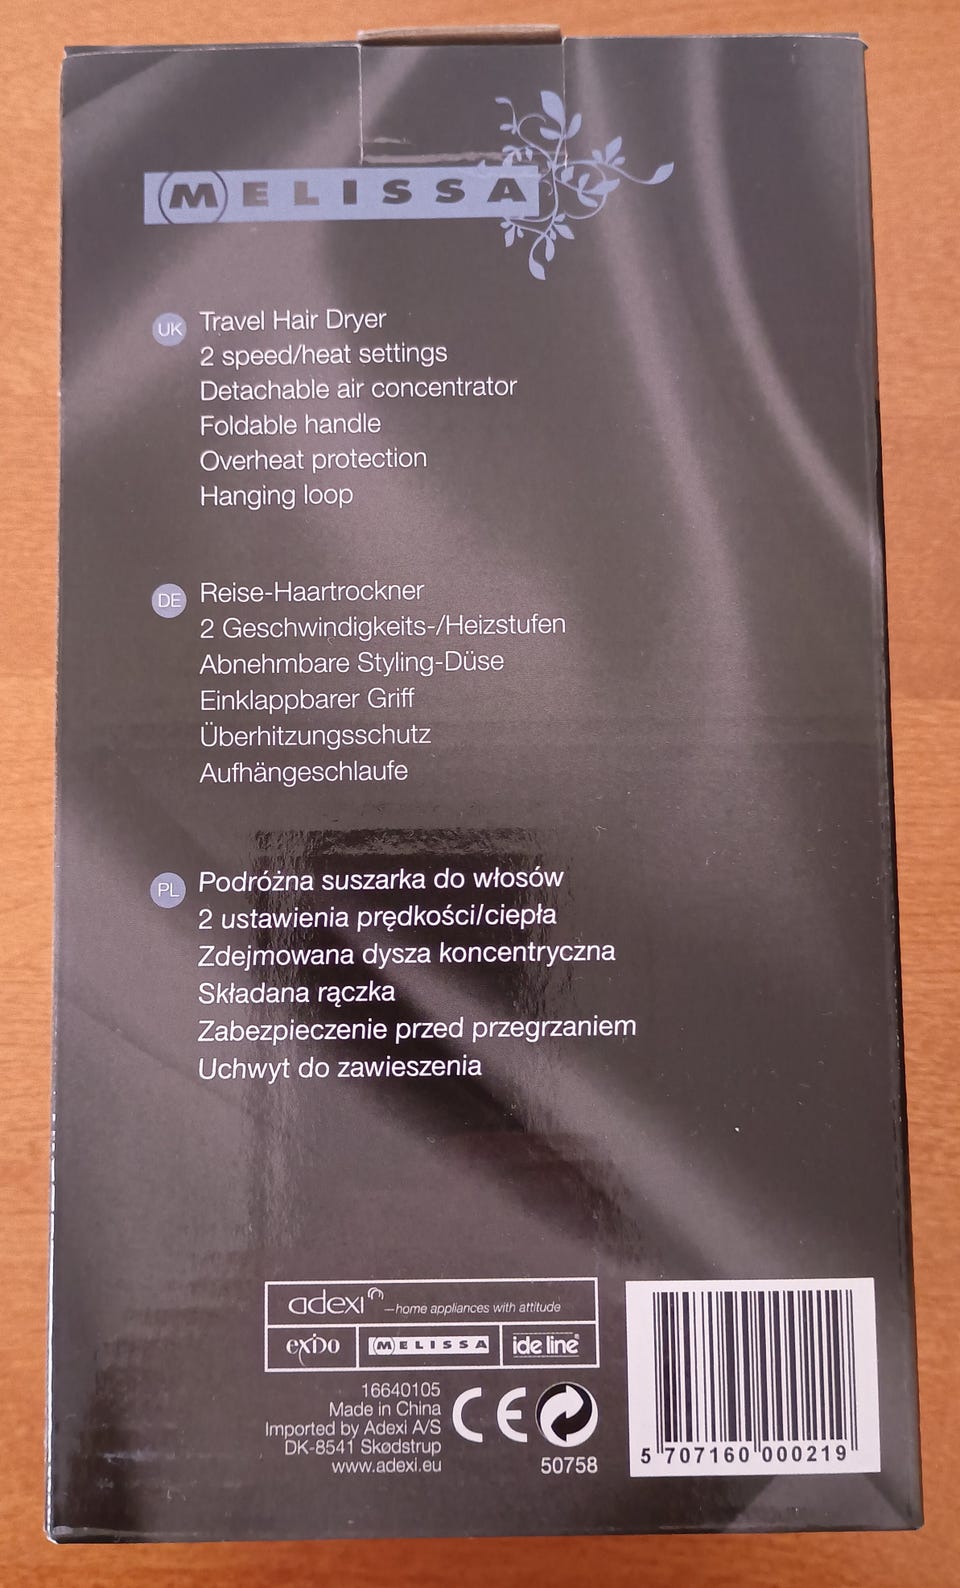 MELISSA
UK
Travel Hair Dryer
2 speed/heat settings
Detachable air concentrator
Foldable handle
Overheat protection
Hanging loop
DE
Reise-Haartrockner
2 Geschwindigkeits-/Heizstufen
Abnehmbare Styling-Düse
Einklappbarer Griff
Überhitzungsschutz
Aufhängeschlaufe
PL
Podróżna suszarka do włosów
2 ustawienia prędkości/ciepła
Zdejmowana dysza koncentryczna
Składana rączka
Zabezpieczenie przed przegrzaniem
Uchwyt do zawieszenia
adexi —home appliances with attitude
exido MELISSA ide line®
16640105
Made in China
Imported by Adexi A/S
DK-8541 Skødstrup
www.adexi.eu
CE
50758
5 707160 000219